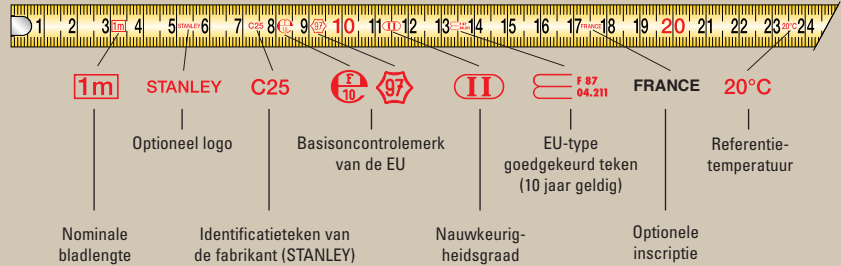 1 2 3 1m 4 5 STANLEY 6 7 C25 8 9 97 10 11 II 12 13 14 15 16 17 FRANCE 18 19 20 21 22 23 20°C 24
1m STANLEY C25 F 10 97 II F 87 04.211 FRANCE 20°C
Optioneel logo
Basisoncontrolemerk
van de EU
EU-type
goedgekeurd teken
(10 jaar geldig)
Referentie-
temperatuur
Nominale
bladlengte
Identificatieteken van
de fabrikant (STANLEY)
Nauwkeurig-
heidsgraad
Optionele
inscriptie